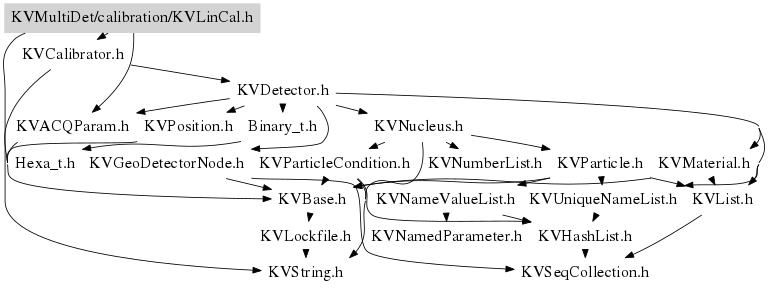 KVMultiDet/calibration/KVLinCal.h
KVCalibrator.h
KVDetector.h
KVACQParam.h KVPosition.h Binary_t.h KVNucleus.h
Hexa_t.h KVGeoDetectorNode.h KVParticleCondition.h KVNumberList.h KVParticle.h KVMaterial.h
KVBase.h KVNameValueList.h KVUniqueNameList.h KVList.h
KVLockfile.h KVNamedParameter.h KVHashList.h
KVString.h KVSeqCollection.h